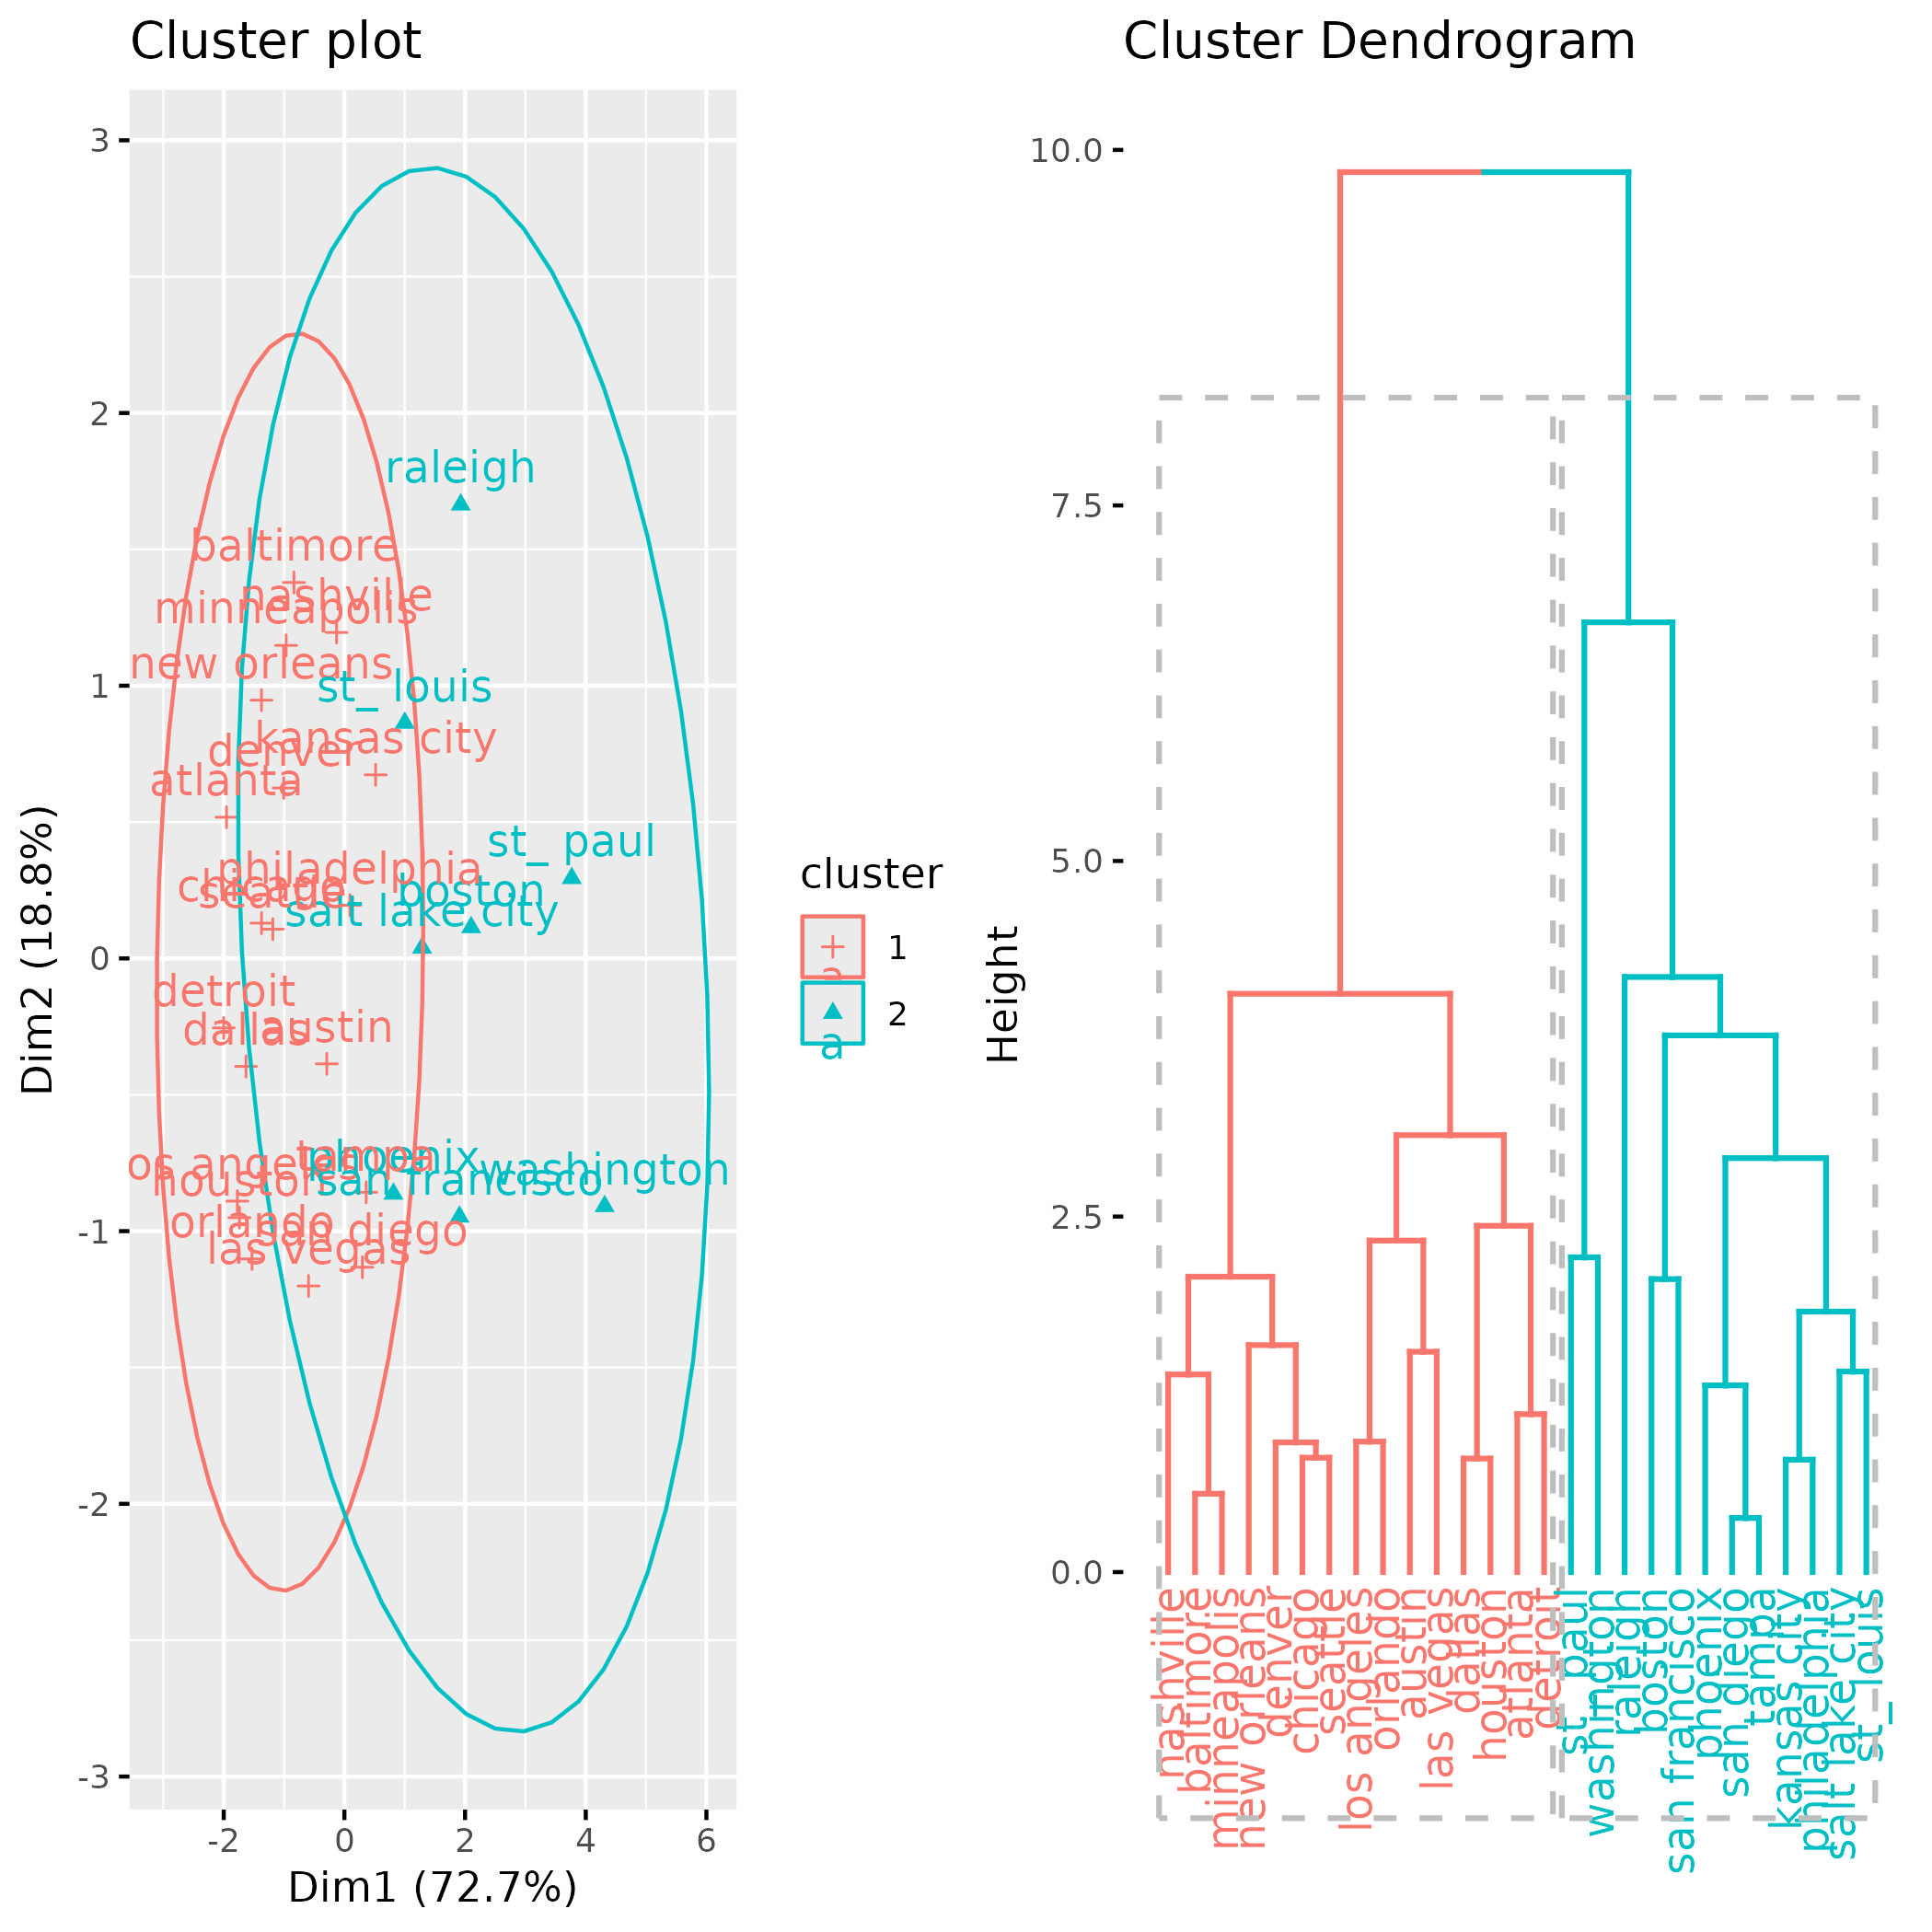 Cluster plot
3
2
1
0
-1
-2
-3
Dim2 (18.8%)
raleigh
baltimore
nashville
minneapolis
new orleans
st_ louis
kansas city
denver
atlanta
st_ paul
philadelphia
chicago
boston
seattle
salt lake city
detroit
dallas
austin
tampa
phoenix
os angeles
washington
houston
san francisco
orlando
san diego
las vegas
-2
0
2
4
6
Dim1 (72.7%)
cluster
a
1
a
2
Cluster Dendrogram
10.0
7.5
5.0
2.5
0.0
Height
nashville
baltimore
minneapolis
new orleans
denver
chicago
seattle
los angeles
orlando
austin
las vegas
dallas
houston
atlanta
detroit
st_ paul
washington
raleigh
boston
san francisco
phoenix
san diego
tampa
kansas city
philadelphia
salt lake city
st_ louis